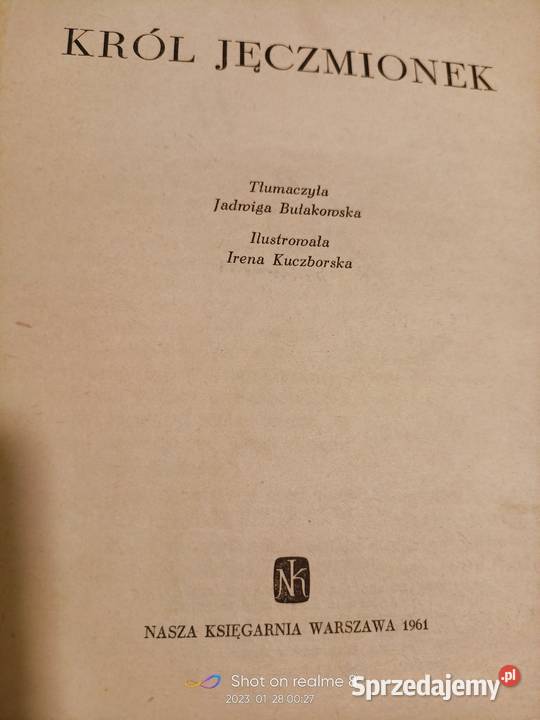 KRÓL JĘCZMIONEK
Tłumaczyła
Jadwiga Bułakowska
Ilustrowała
Irena Kuczborska
NK
NASZA KSIĘGARNIA WARSZAWA 1961
Shot on realme 8
2023. 01. 28 00:27
Sprzedajemy.pl